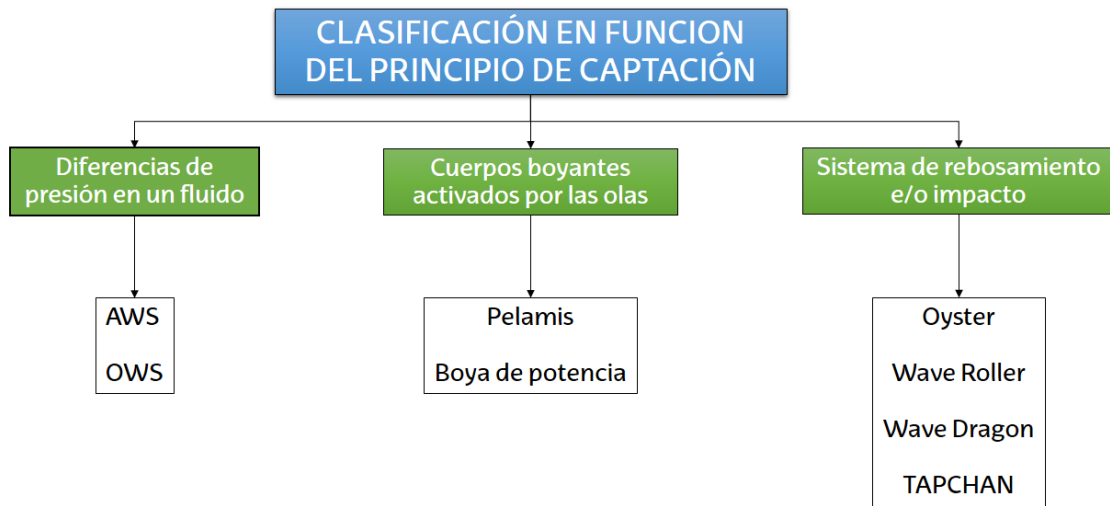 CLASIFICACIÓN EN FUNCION
DEL PRINCIPIO DE CAPTACIÓN
Diferencias de
presión en un fluido
Cuerpos boyantes
activados por las olas
Sistema de rebosamiento
e/o impacto
AWS
OWS
Pelamis
Boya de potencia
Oyster
Wave Roller
Wave Dragon
TAPCHAN